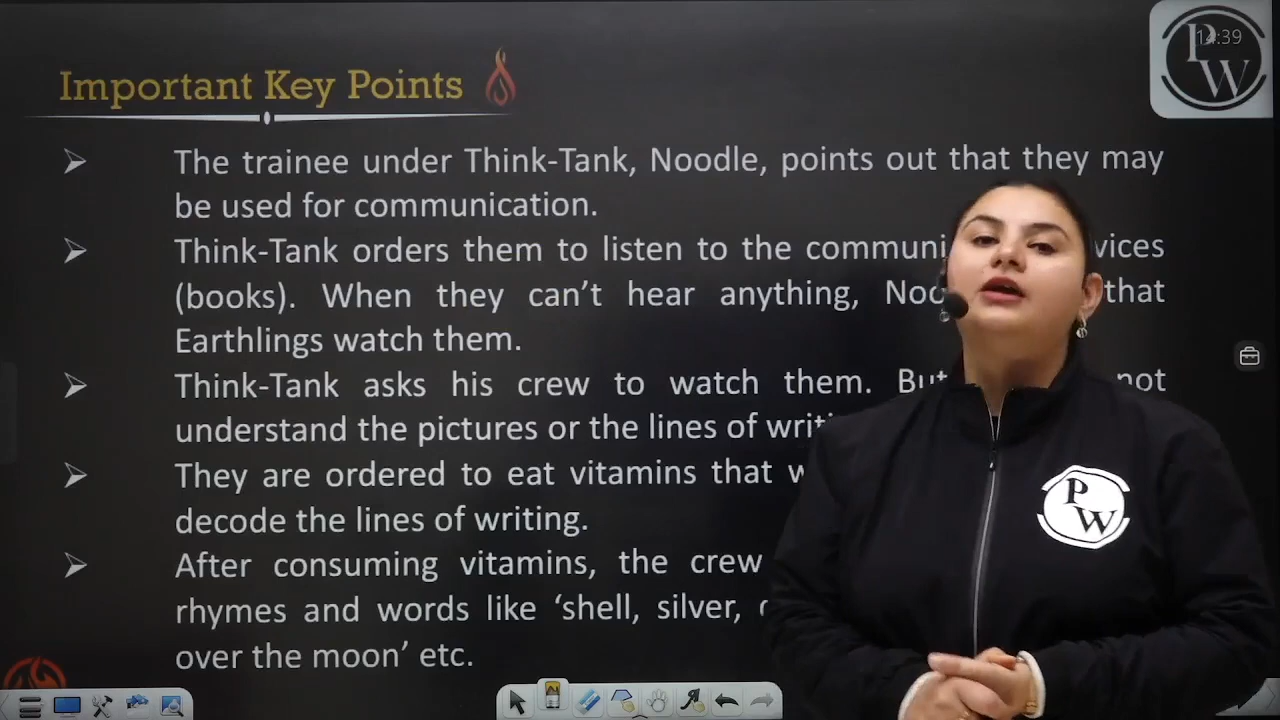 14:39
P
W
Important Key Points
The trainee under Think-Tank, Noodle, points out that they may
be used for communication.
Think-Tank orders them to listen to the communi vices
(books). When they can't hear anything, Noo that
Earthlings watch them.
Think-Tank asks his crew to watch them. But not
understand the pictures or the lines of writi
They are ordered to eat vitamins that w
decode the lines of writing.
After consuming vitamins, the crew
rhymes and words like ‘shell, silver,
over the moon’ etc.
P
W